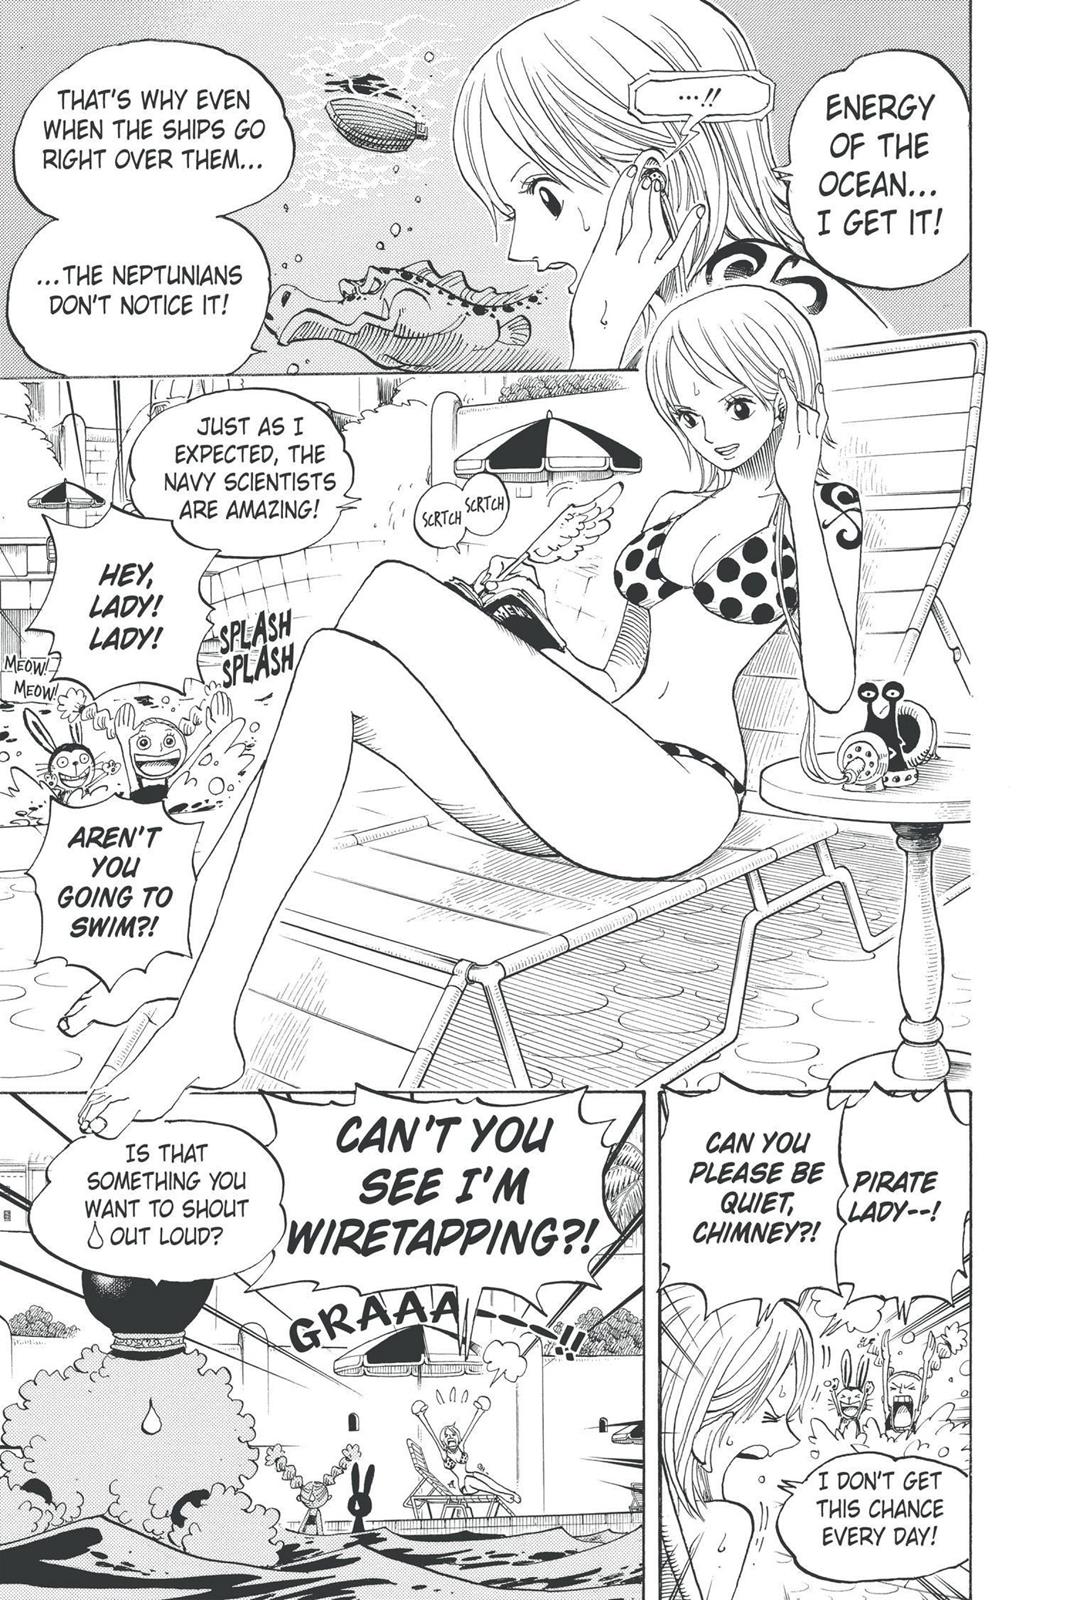 …!!
ENERGY
OF THE
OCEAN…
I GET IT!
THAT'S WHY EVEN
WHEN THE SHIPS GO
RIGHT OVER THEM…
…THE NEPTUNIANS
DON'T NOTICE IT!
JUST AS I
EXPECTED, THE
NAVY SCIENTISTS
ARE AMAZING!
SCRTCH
SCRTCH
MEW!
HEY,
LADY!
LADY!
SPLASH
SPLASH
MEOW!
MEOW!
AREN'T
YOU
GOING TO
SWIM?!
PIRATE
LADY--!
CAN YOU
PLEASE BE
QUIET,
CHIMNEY?!
I DON'T GET
THIS CHANCE
EVERY DAY!
CAN'T YOU
SEE I'M
WIRETAPPING?!
GRAAA----!!
IS THAT
SOMETHING YOU
WANT TO SHOUT
OUT LOUD?